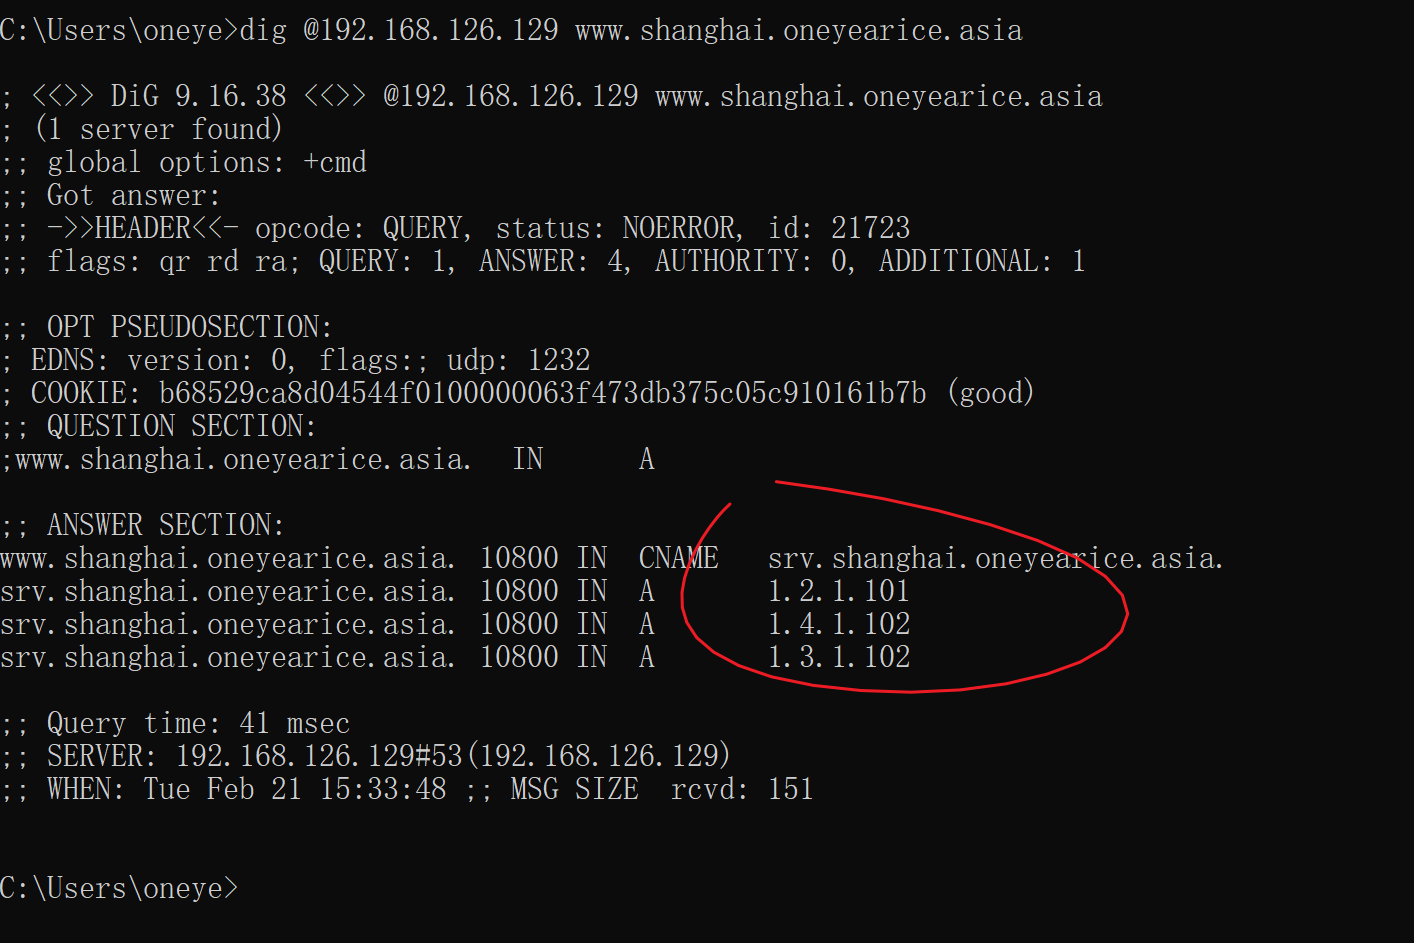 C:\Users\oneye>dig @192.168.126.129 www.shanghai.oneyearice.asia
; <<>> DiG 9.16.38 <<>> @192.168.126.129 www.shanghai.oneyearice.asia
; (1 server found)
;; global options: +cmd
;; Got answer:
;; ->>HEADER<<- opcode: QUERY, status: NOERROR, id: 21723
;; flags: qr rd ra; QUERY: 1, ANSWER: 4, AUTHORITY: 0, ADDITIONAL: 1
;; OPT PSEUDOSECTION:
; EDNS: version: 0, flags:; udp: 1232
; COOKIE: b68529ca8d04544f0100000063f473db375c05c910161b7b (good)
;; QUESTION SECTION:
;www.shanghai.oneyearice.asia. IN A
;; ANSWER SECTION:
www.shanghai.oneyearice.asia. 10800 IN CNAME srv.shanghai.oneyearice.asia.
srv.shanghai.oneyearice.asia. 10800 IN A 1.2.1.101
srv.shanghai.oneyearice.asia. 10800 IN A 1.4.1.102
srv.shanghai.oneyearice.asia. 10800 IN A 1.3.1.102
;; Query time: 41 msec
;; SERVER: 192.168.126.129#53(192.168.126.129)
;; WHEN: Tue Feb 21 15:33:48 ;; MSG SIZE rcvd: 151
C:\Users\oneye>